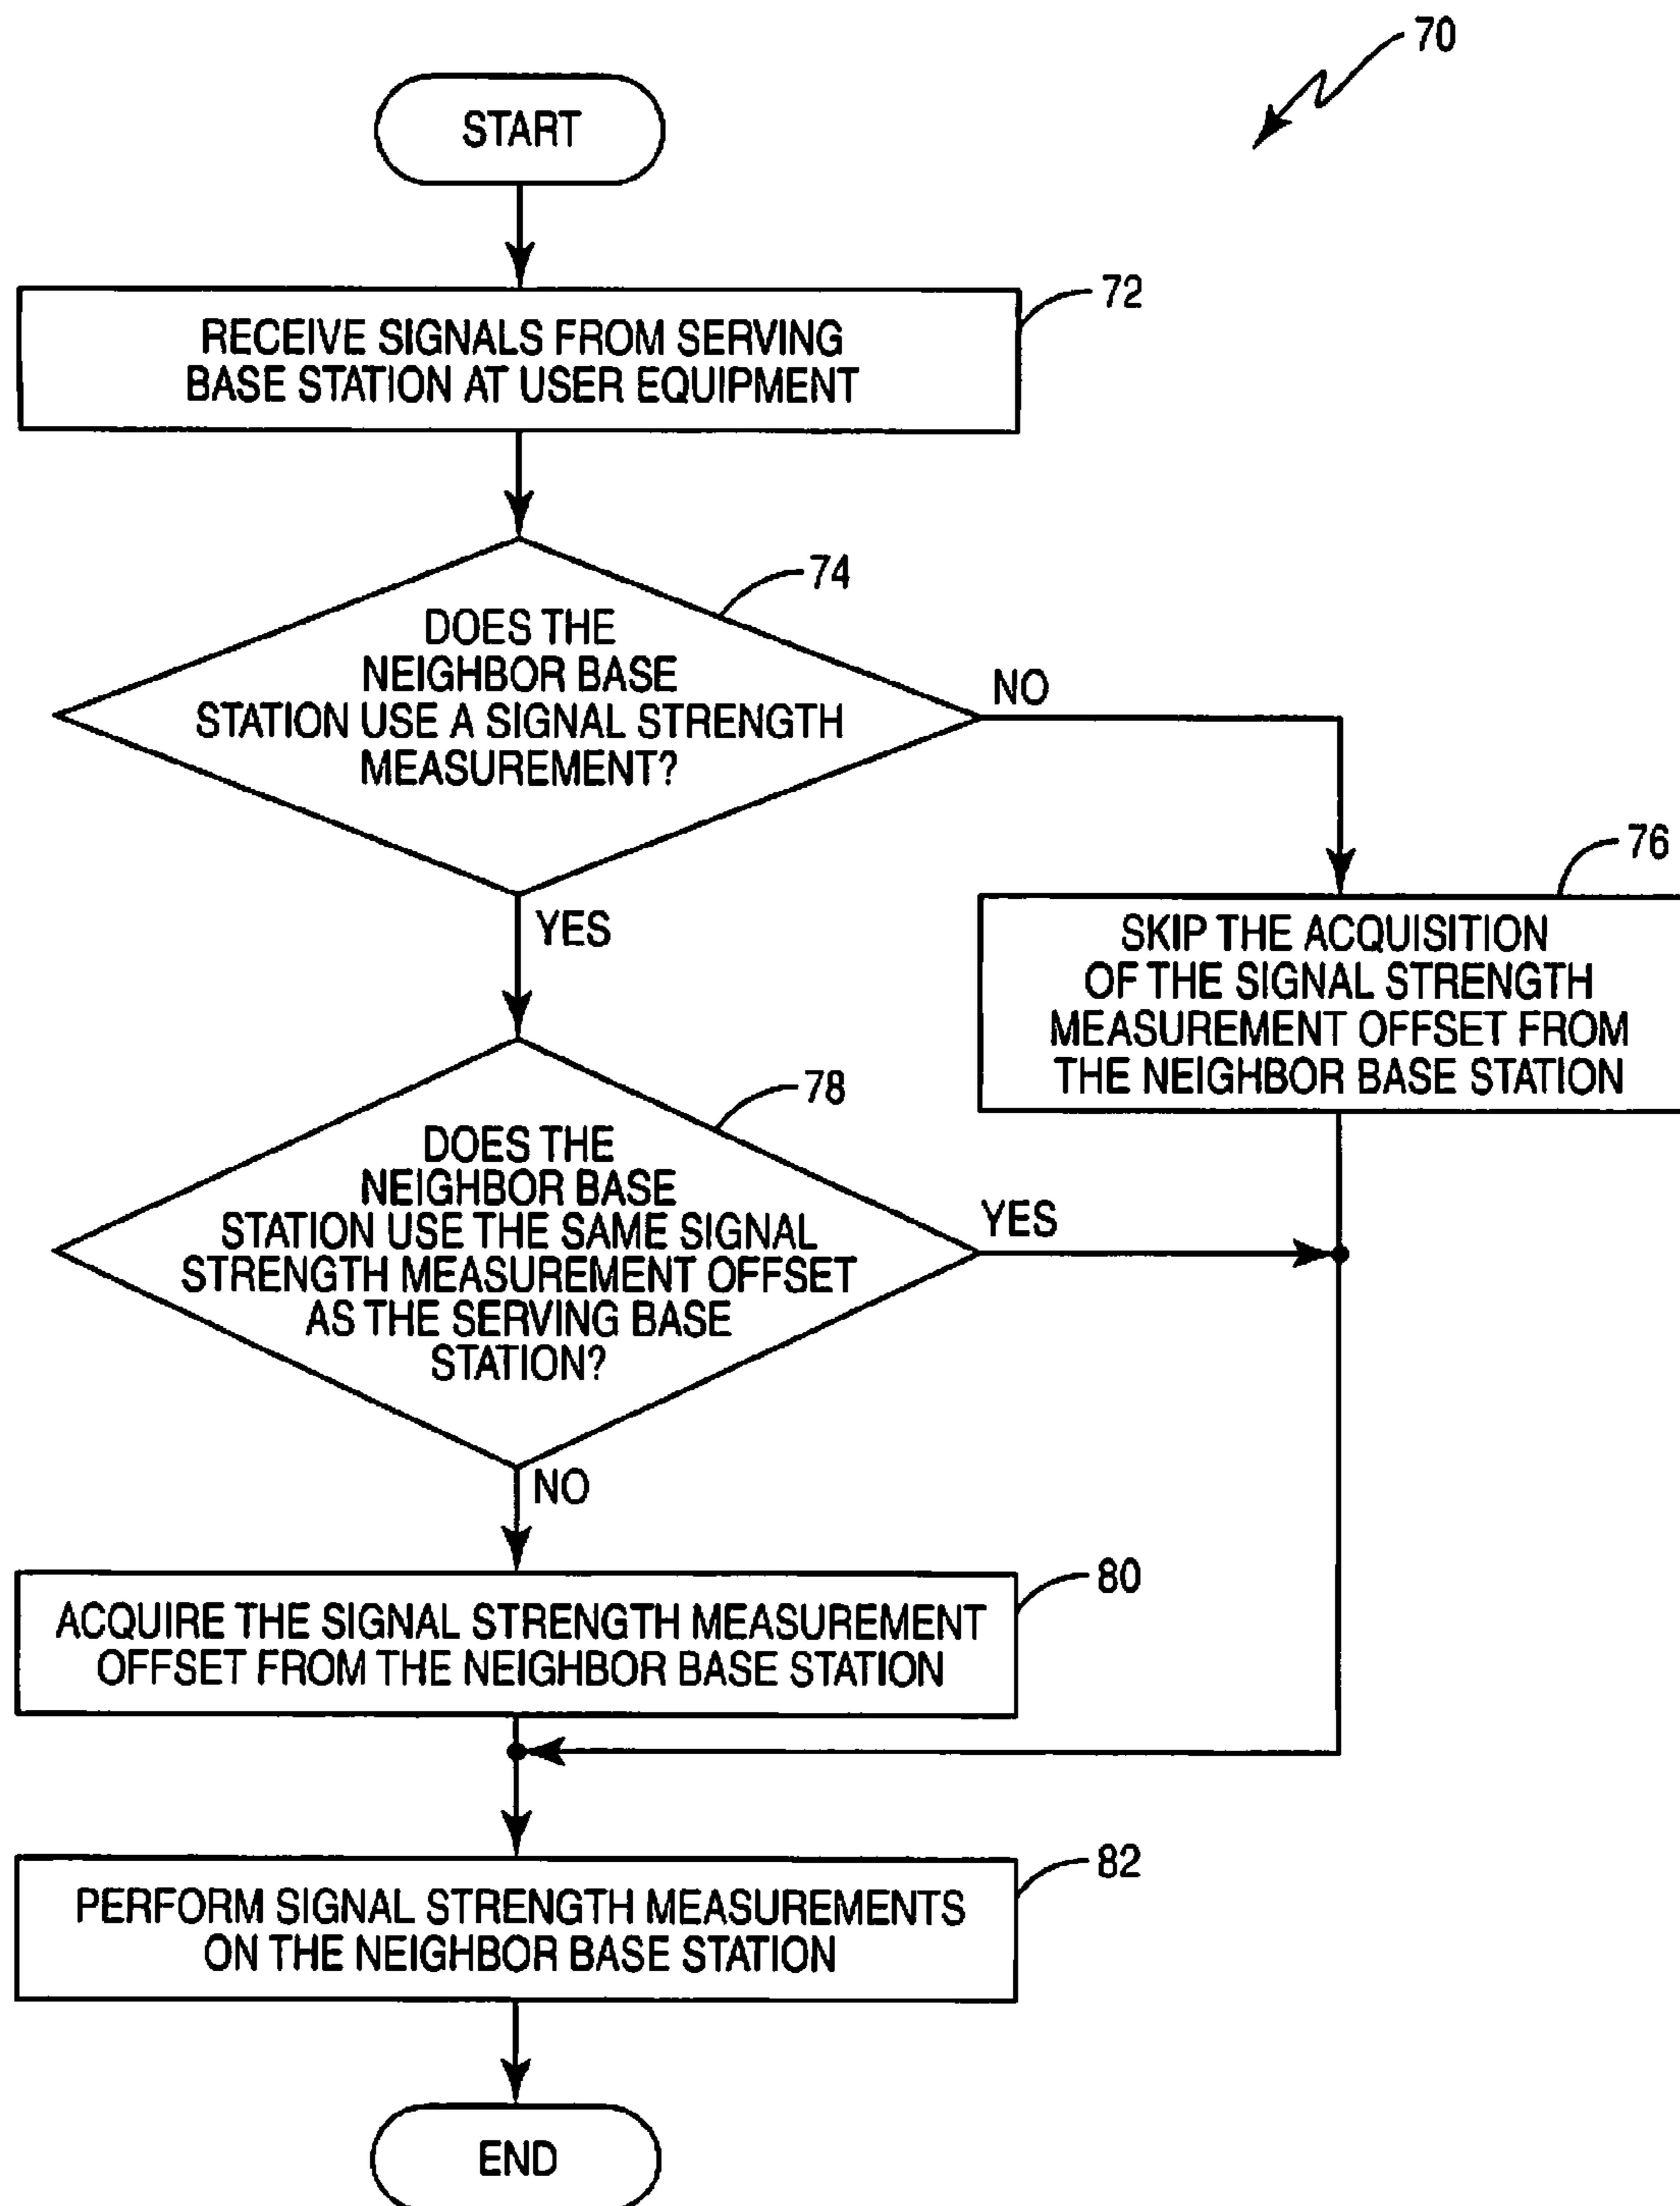 70
START
72
RECEIVE SIGNALS FROM SERVING
BASE STATION AT USER EQUIPMENT
74
DOES THE
NEIGHBOR BASE
STATION USE A SIGNAL STRENGTH
MEASUREMENT?
NO
YES
76
SKIP THE ACQUISITION
OF THE SIGNAL STRENGTH
MEASUREMENT OFFSET FROM
THE NEIGHBOR BASE STATION
78
DOES THE
NEIGHBOR BASE
STATION USE THE SAME SIGNAL
STRENGTH MEASUREMENT OFFSET
AS THE SERVING BASE
STATION?
YES
NO
80
ACQUIRE THE SIGNAL STRENGTH MEASUREMENT
OFFSET FROM THE NEIGHBOR BASE STATION
82
PERFORM SIGNAL STRENGTH MEASUREMENTS
ON THE NEIGHBOR BASE STATION
END